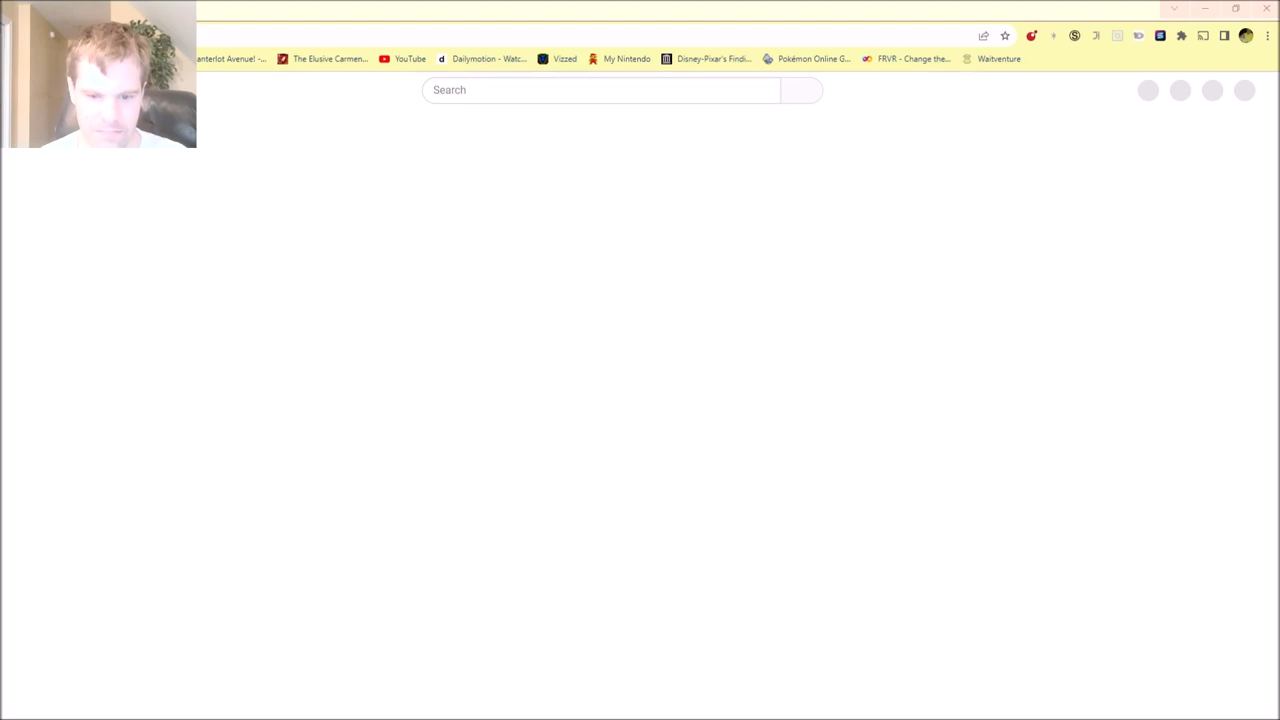 anterlot Avenue! -... The Elusive Carmen... YouTube d Dailymotion - Watc... Vizzed My Nintendo Disney-Pixar's Findi... Pokémon Online G... FRVR - Change the... Waitventure
Search